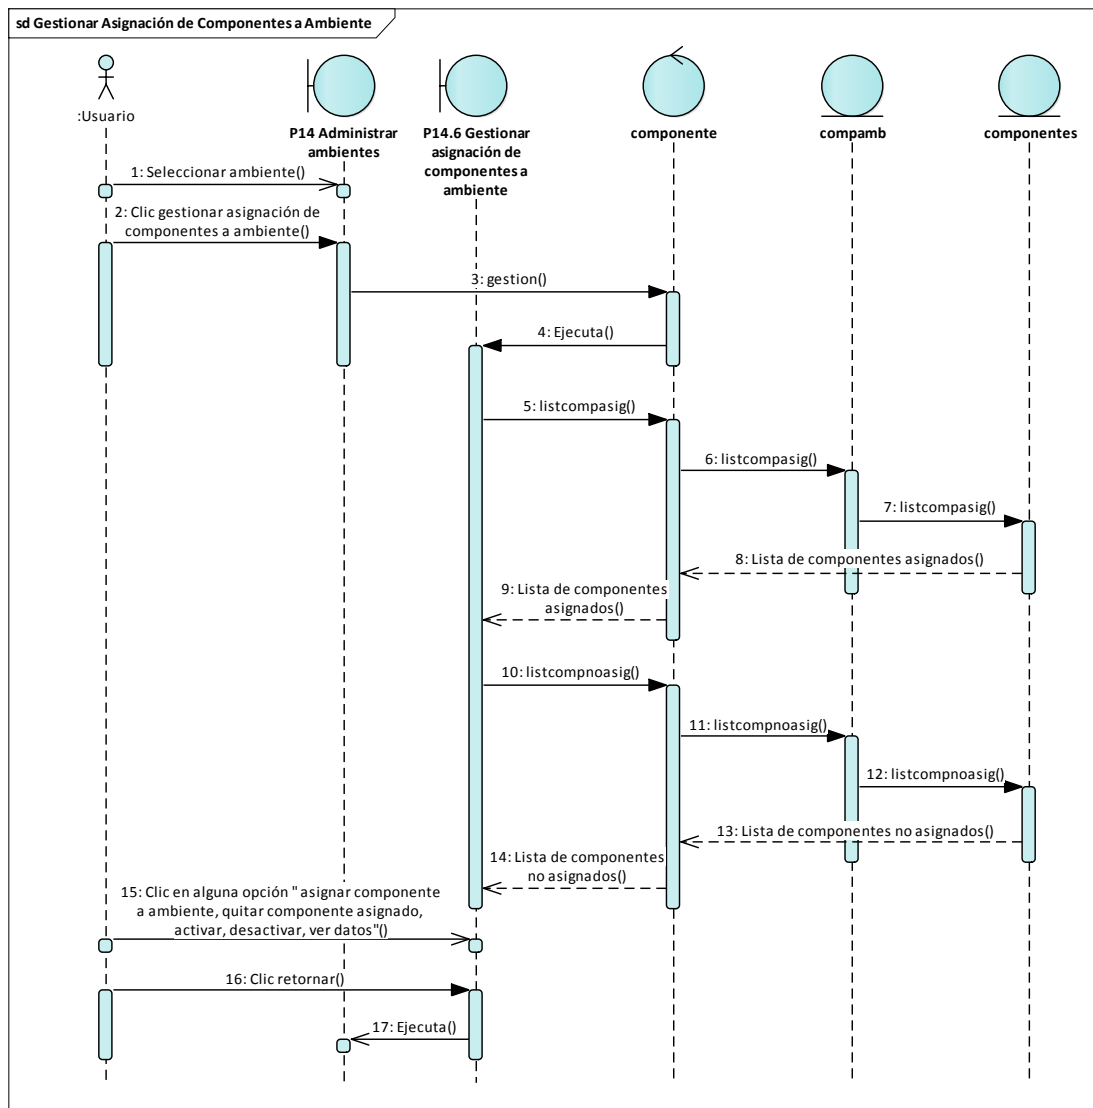 sd Gestionar Asignación de Componentes a Ambiente
:Usuario
P14 Administrar
ambientes
P14.6 Gestionar
asignación de
componentes a
ambiente
componente
compamb
componentes
1: Seleccionar ambiente()
2: Clic gestionar asignación de
componentes a ambiente()
3: gestion()
4: Ejecuta()
5: listcompasig()
6: listcompasig()
7: listcompasig()
8: Lista de componentes asignados()
9: Lista de componentes
asignados()
10: listcompnoasig()
11: listcompnoasig()
12: listcompnoasig()
13: Lista de componentes no asignados()
14: Lista de componentes
no asignados()
15: Clic en alguna opción " asignar componente
a ambiente, quitar componente asignado,
activar, desactivar, ver datos"()
16: Clic retornar()
17: Ejecuta()